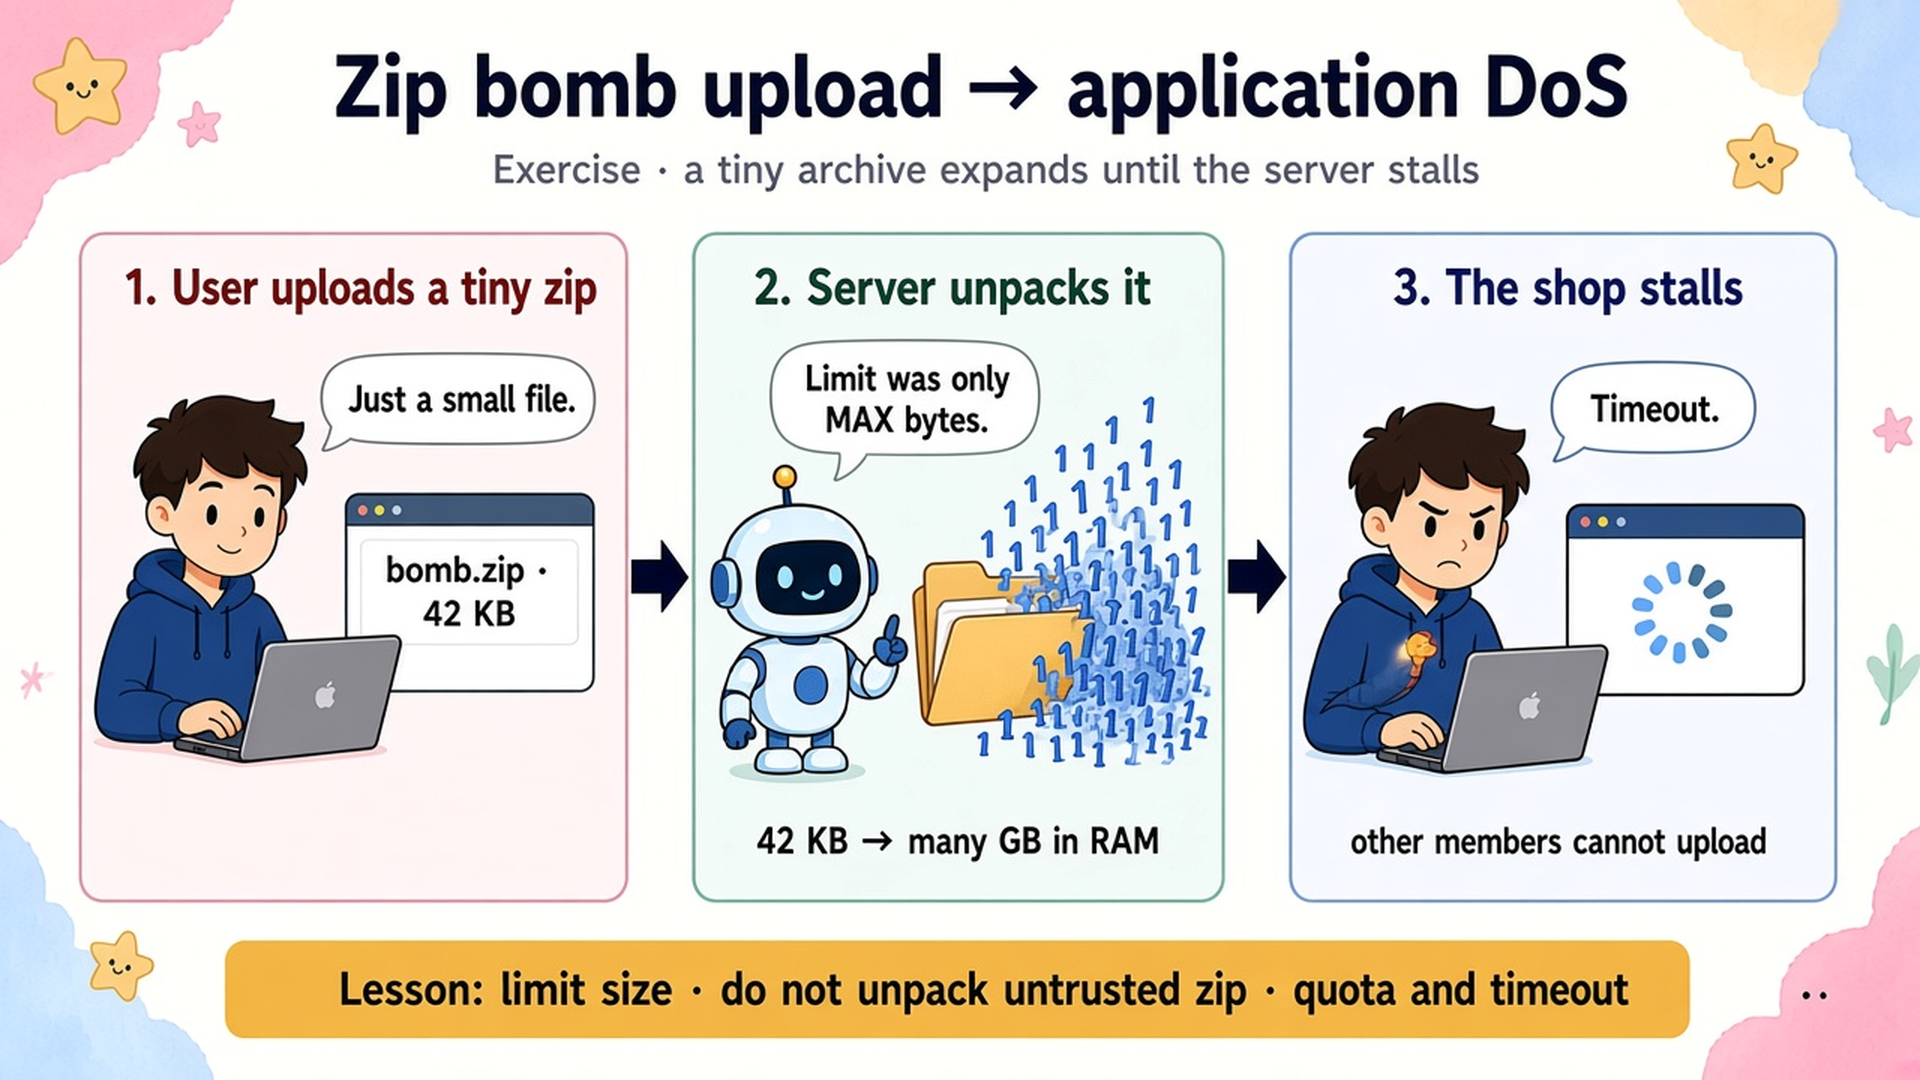 Zip bomb upload → application DoS
Exercise · a tiny archive expands until the server stalls
1. User uploads a tiny zip
Just a small file.
bomb.zip ·
42 KB
2. Server unpacks it
Limit was only
MAX bytes.
42 KB → many GB in RAM
3. The shop stalls
Timeout.
other members cannot upload
Lesson: limit size · do not unpack untrusted zip · quota and timeout